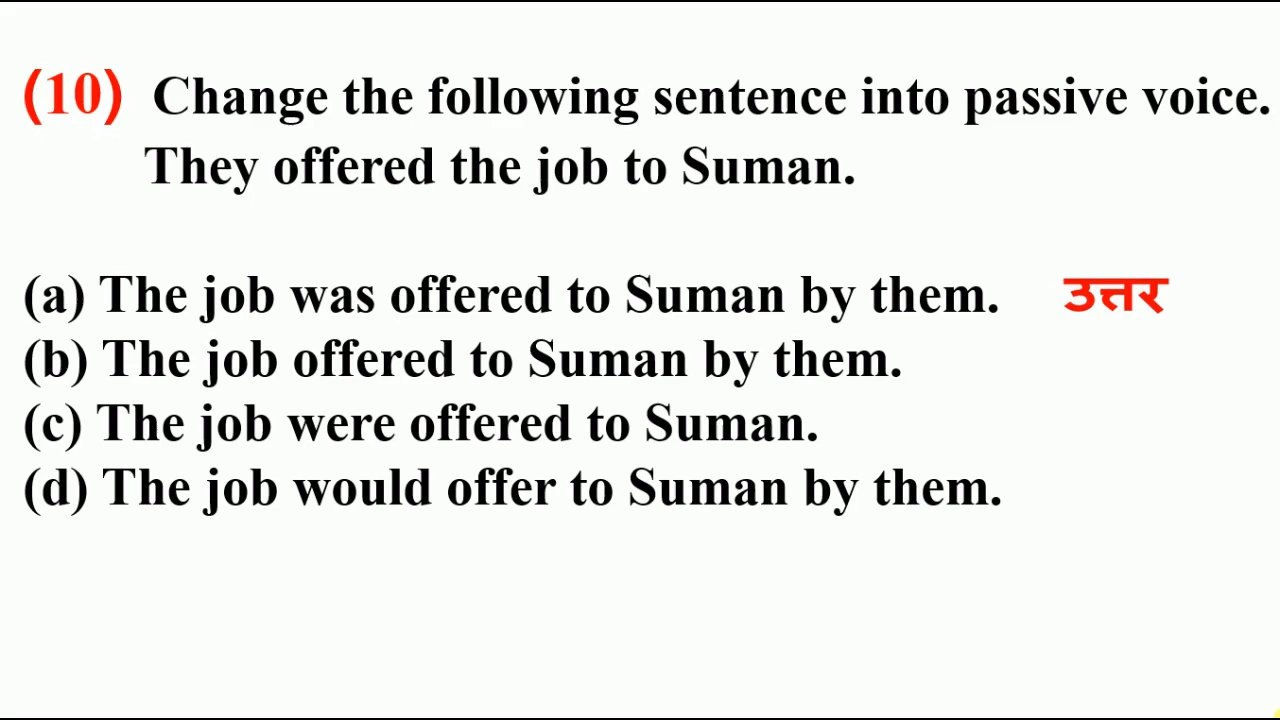 (10) Change the following sentence into passive voice.
They offered the job to Suman.
(a) The job was offered to Suman by them. उत्तर
(b) The job offered to Suman by them.
(c) The job were offered to Suman.
(d) The job would offer to Suman by them.